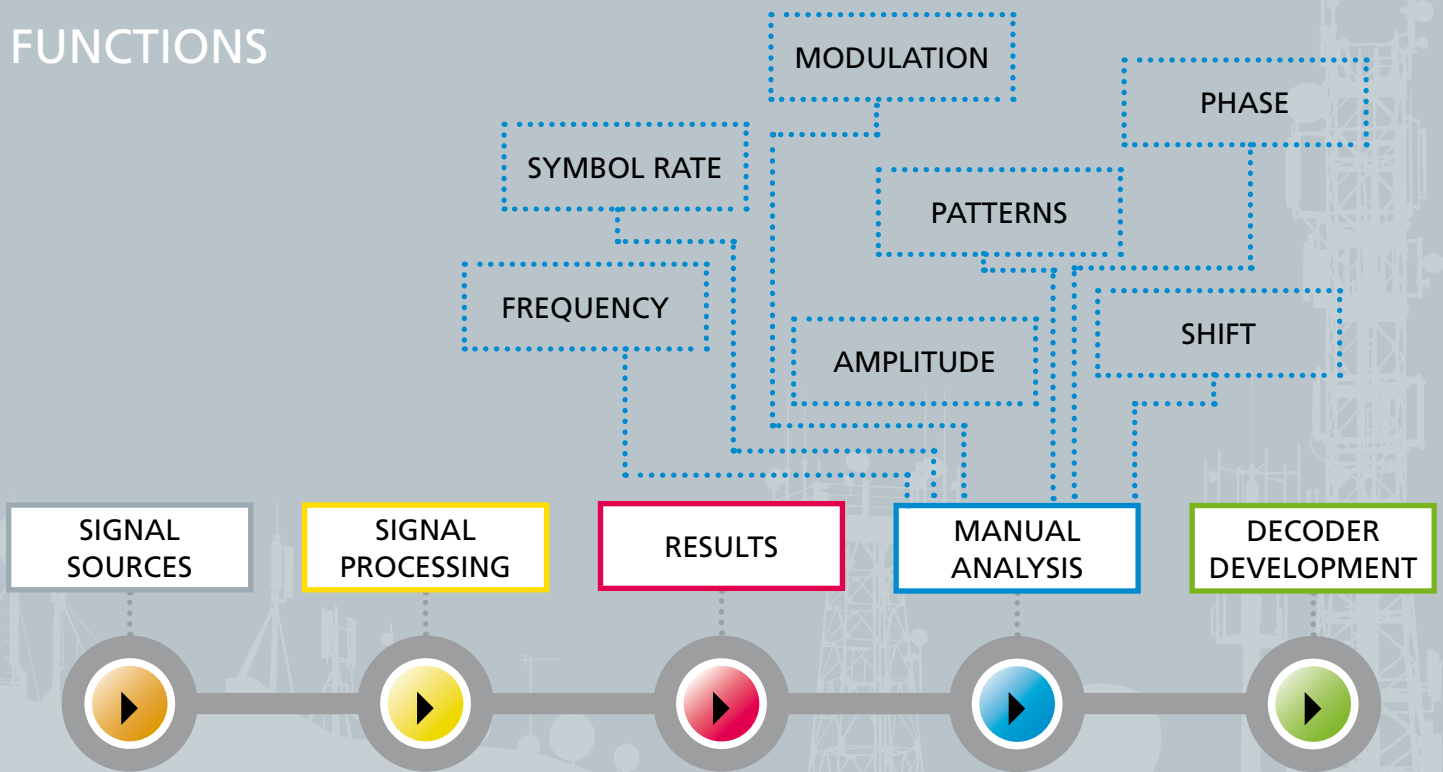 FUNCTIONS
MODULATION
PHASE
SYMBOL RATE
PATTERNS
FREQUENCY
SHIFT
AMPLITUDE
SIGNAL
SOURCES
SIGNAL
PROCESSING
RESULTS
MANUAL
ANALYSIS
DECODER
DEVELOPMENT